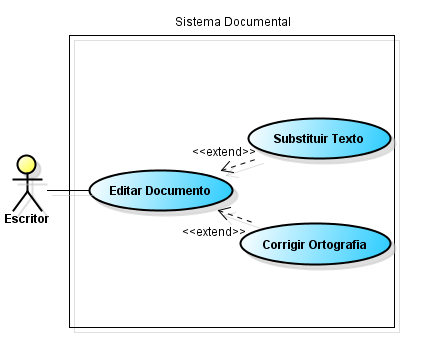 Sistema Documental
Substituir Texto
<<extend>>
Editar Documento
Escritor
<<extend>>
Corrigir Ortografia